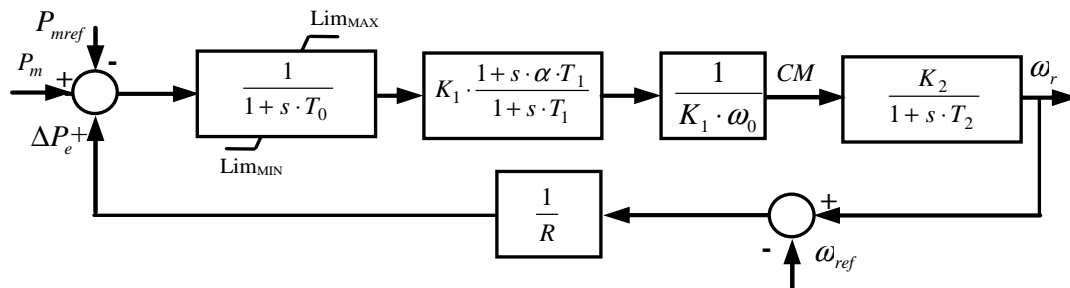 P_mref
Lim_MAX
P_m
+
-
1 / (1 + s · T_0)
K_1 · (1 + s · α · T_1) / (1 + s · T_1)
1 / (K_1 · ω_0)
CM
K_2 / (1 + s · T_2)
ω_r
ΔP_e +
Lim_MIN
1 / R
+
-
ω_ref